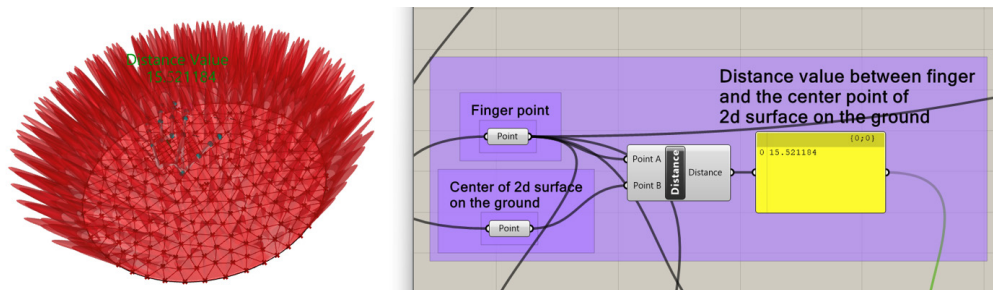 Distance Value
15.521184
Finger point
Point
Center of 2d surface
on the ground
Point
Point A
Point B
Distance
Distance
Distance value between finger
and the center point of
2d surface on the ground
{0;0}
0 15.521184